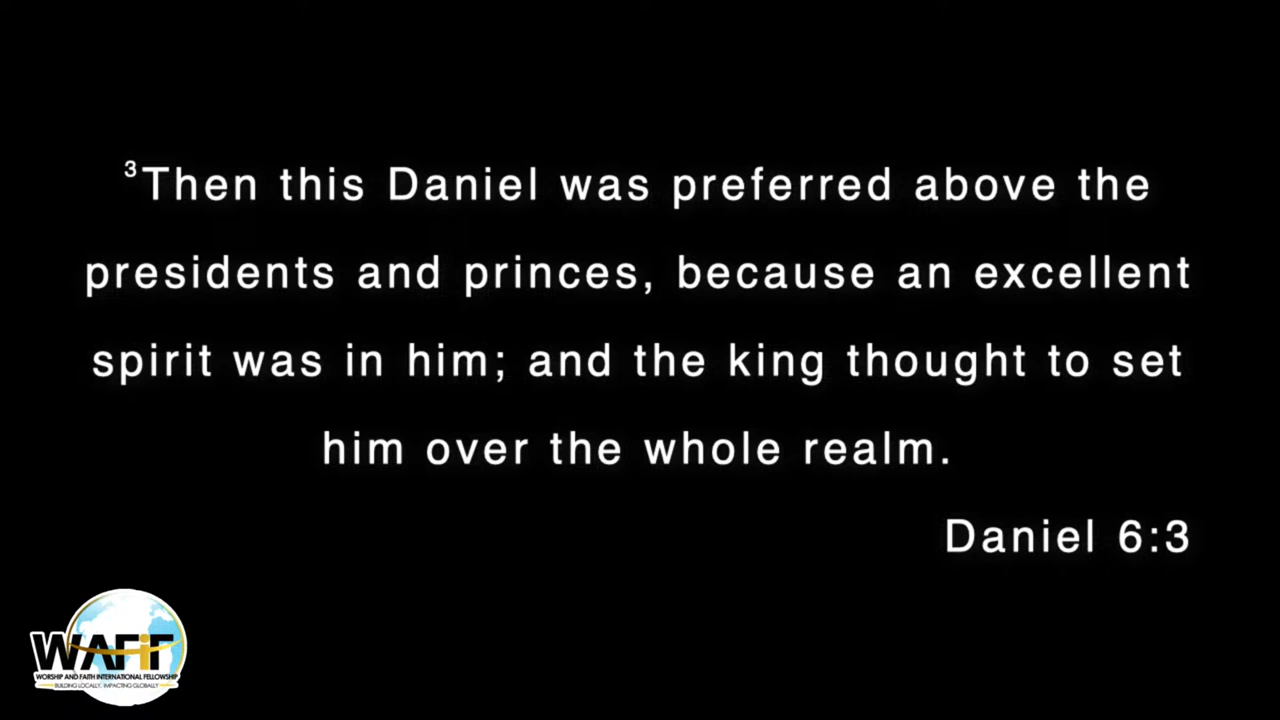 ³Then this Daniel was preferred above the
presidents and princes, because an excellent
spirit was in him; and the king thought to set
him over the whole realm.
Daniel 6:3
WAFIF
WORSHIP AND FAITH INTERNATIONAL FELLOWSHIP
BUILDING LOCALLY, IMPACTING GLOBALLY